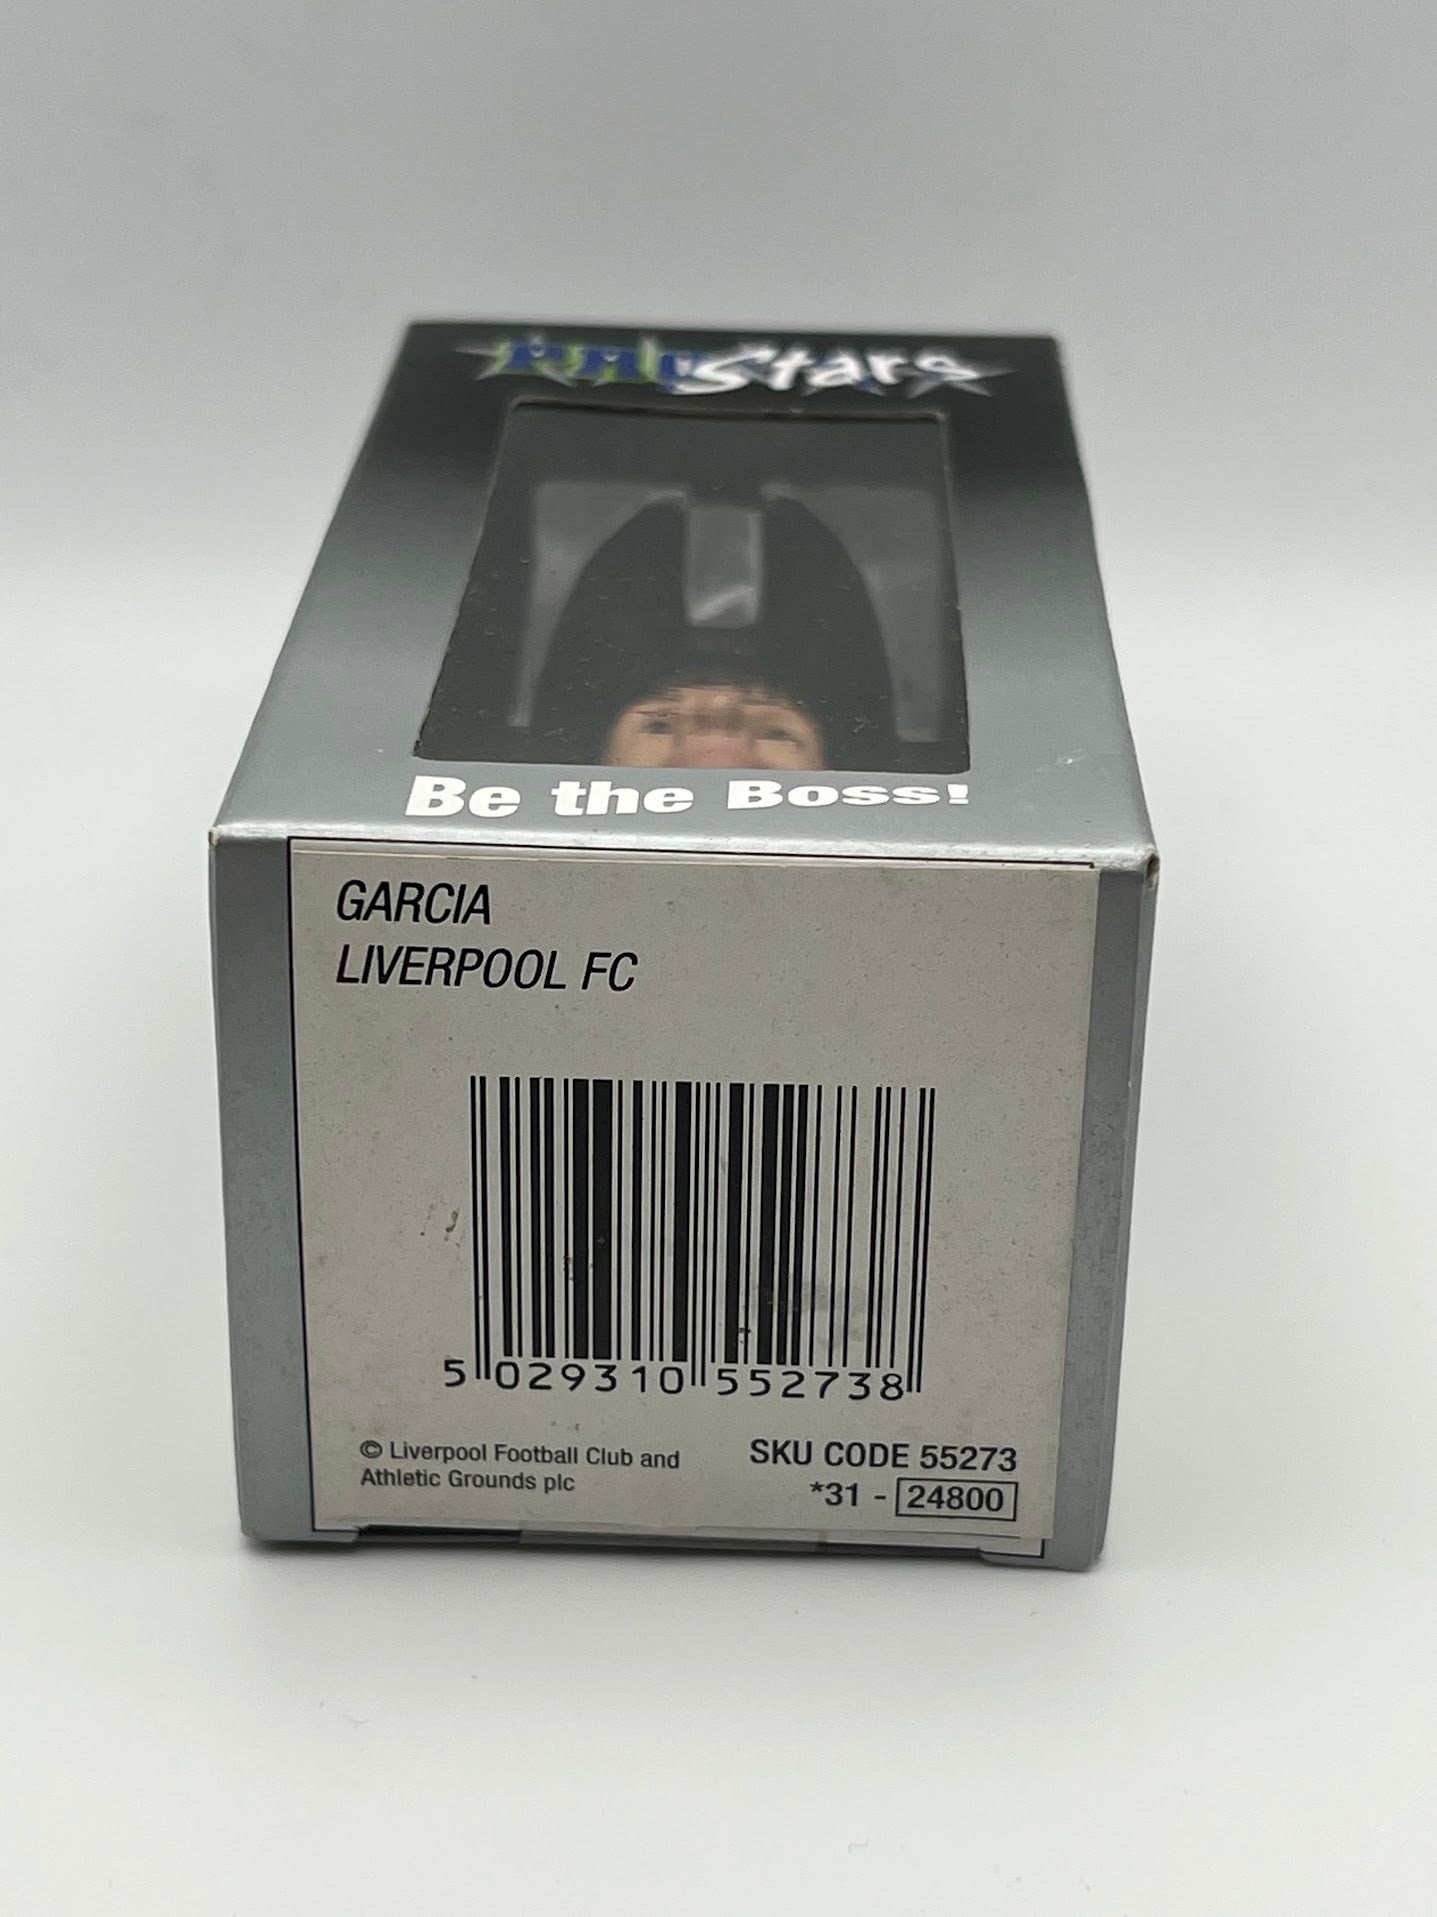 Stars
Be the Boss!
GARCIA
LIVERPOOL FC
5 029310 552738
© Liverpool Football Club and
Athletic Grounds plc
SKU CODE 55273
*31 - 24800